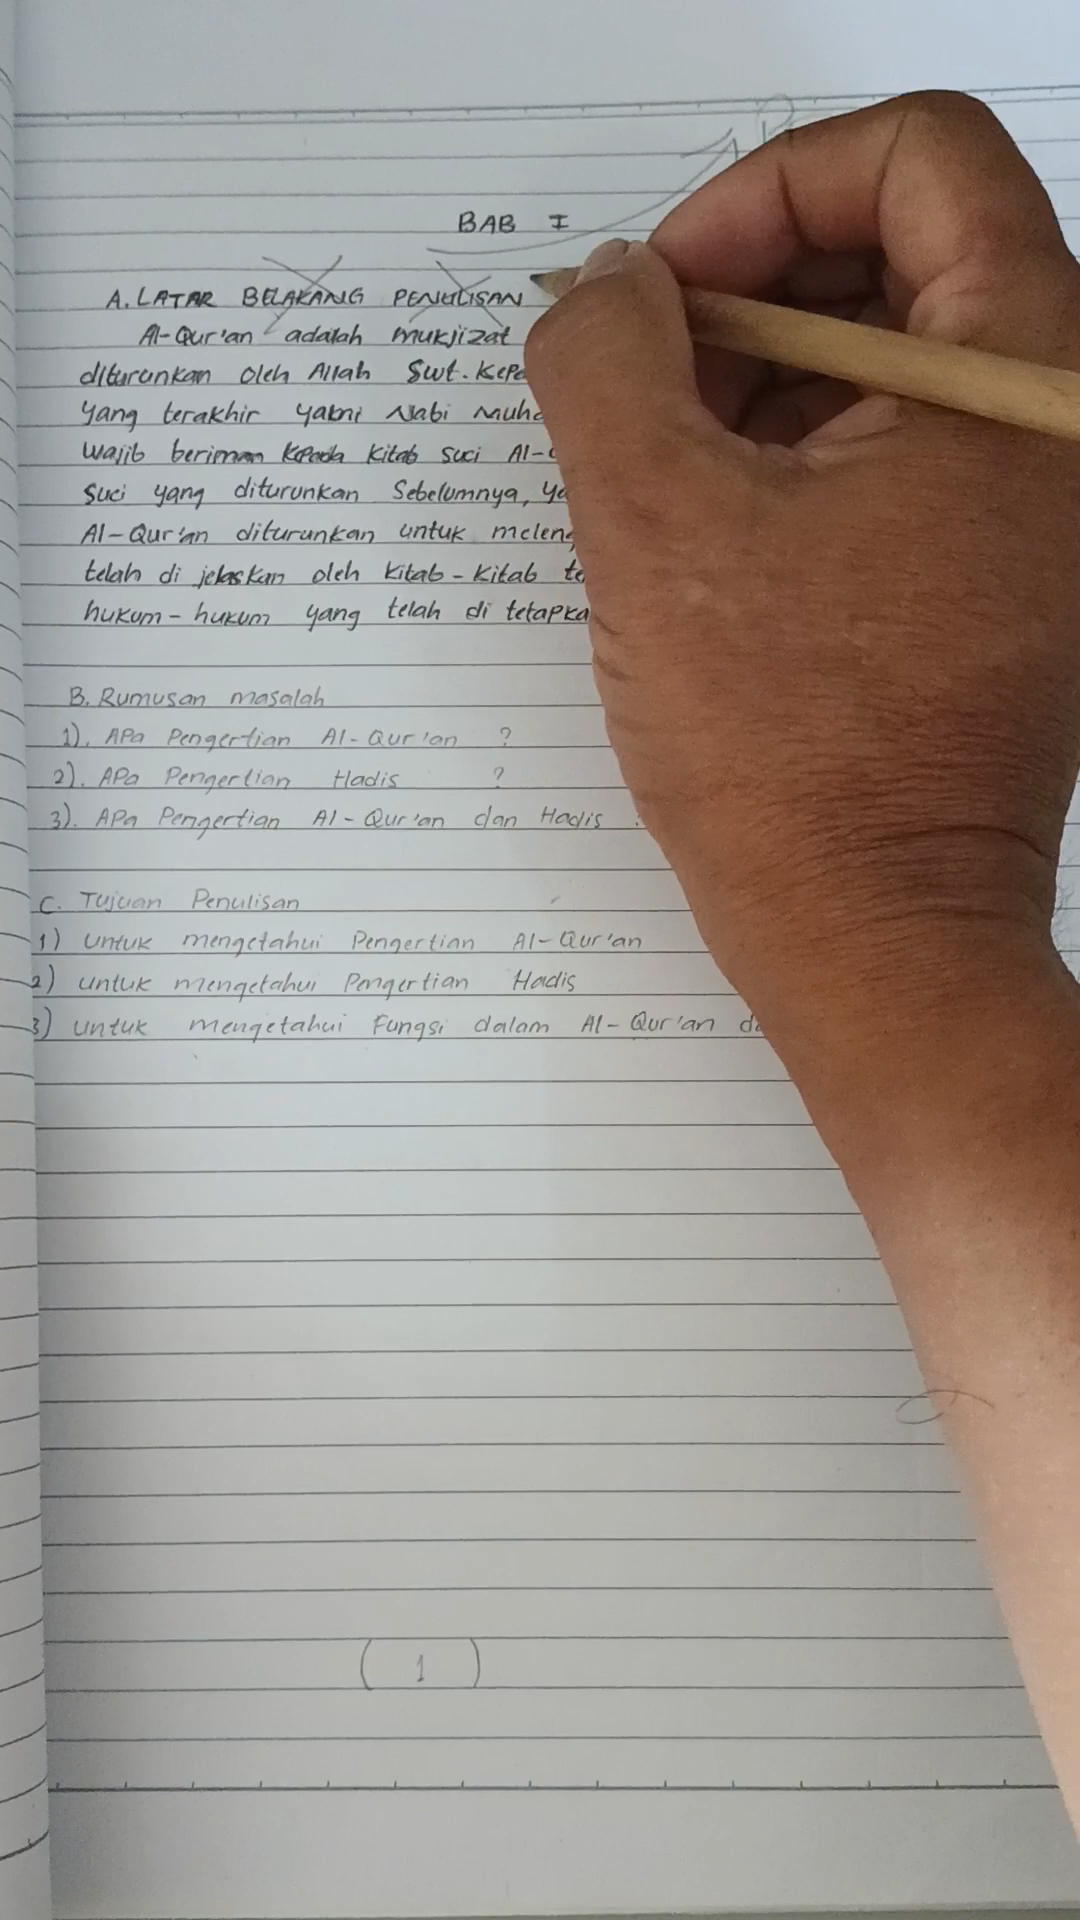 BAB I
A. LATAR BELAKANG PENULISAN
Al-Qur'an adalah mukjizat
diturunkan oleh Allah Swt. Kepa
yang terakhir yakni Nabi Muha
wajib beriman Kepada Kitab suci Al-
suci yang diturunkan Sebelumnya, ya
Al-Qur'an diturunkan untuk meleng
telah di jelaskan oleh Kitab-Kitab te
hukum-hukum yang telah di tetapka
B. Rumusan masalah
1). APa Pengertian Al-Qur'an ?
2). APa Pengertian Hadis ?
3). APa Pengertian Al-Qur'an dan Hadis ?
C. Tujuan Penulisan
1) untuk mengetahui Pengertian Al-Qur'an
2) untuk mengetahui Pengertian Hadis
3) untuk mengetahui Fungsi dalam Al-Qur'an da
( 1 )